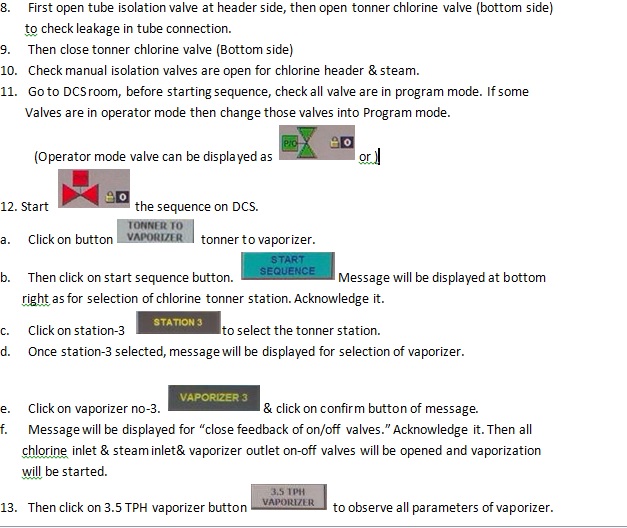 8. First open tube isolation valve at header side, then open tonner chlorine valve (bottom side)
to check leakage in tube connection.
9. Then close tonner chlorine valve (Bottom side)
10. Check manual isolation valves are open for chlorine header & steam.
11. Go to DCS room, before starting sequence, check all valve are in program mode. If some
Valves are in operator mode then change those valves into Program mode.
P/O O
(Operator mode valve can be displayed as or )
O
12. Start the sequence on DCS.
TONNER TO
a. Click on button VAPORIZER tonner to vaporizer.
START
SEQUENCE
b. Then click on start sequence button. Message will be displayed at bottom
right as for selection of chlorine tonner station. Acknowledge it.
STATION 3
c. Click on station-3 to select the tonner station.
d. Once station-3 selected, message will be displayed for selection of vaporizer.
VAPORIZER 3
e. Click on vaporizer no-3. & click on confirm button of message.
f. Message will be displayed for “close feedback of on/off valves.” Acknowledge it. Then all
chlorine inlet & steam inlet& vaporizer outlet on-off valves will be opened and vaporization
will be started.
3.5 TPH
VAPORIZER
13. Then click on 3.5 TPH vaporizer button to observe all parameters of vaporizer.